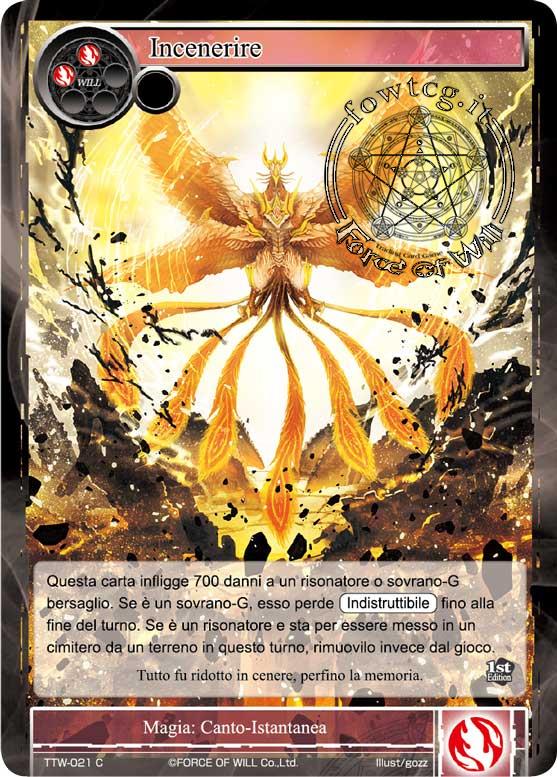 Incenerire
WILL
fowtcg.it
Trading Card Game
Force Of Will
Questa carta infligge 700 danni a un risonatore o sovrano-G
bersaglio. Se è un sovrano-G, esso perde Indistruttibile fino alla
fine del turno. Se è un risonatore e sta per essere messo in un
cimitero da un terreno in questo turno, rimuovilo invece dal gioco.
Tutto fu ridotto in cenere, perfino la memoria.
1st
Edition
Magia: Canto-Istantanea
TTW-021 C ©FORCE OF WILL Co.,Ltd. Illust/gozz